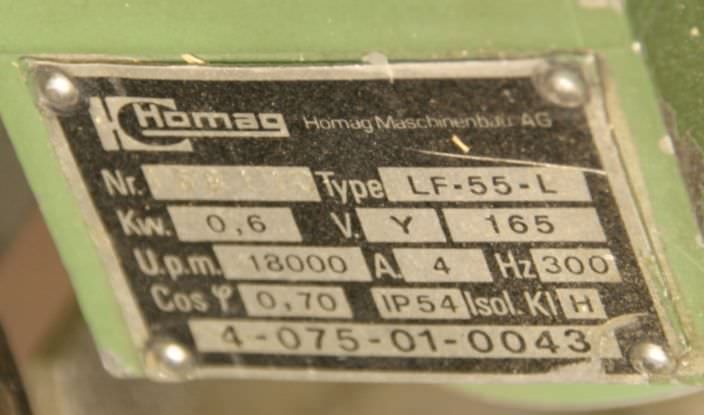 Homag Homag Maschinenbau AG
Nr. Type LF-55-L
Kw. 0,6 V. Y 165
U.p.m. 18000 A. 4 Hz 300
Cos φ 0,70 IP54 Isol. Kl H
4-075-01-0043